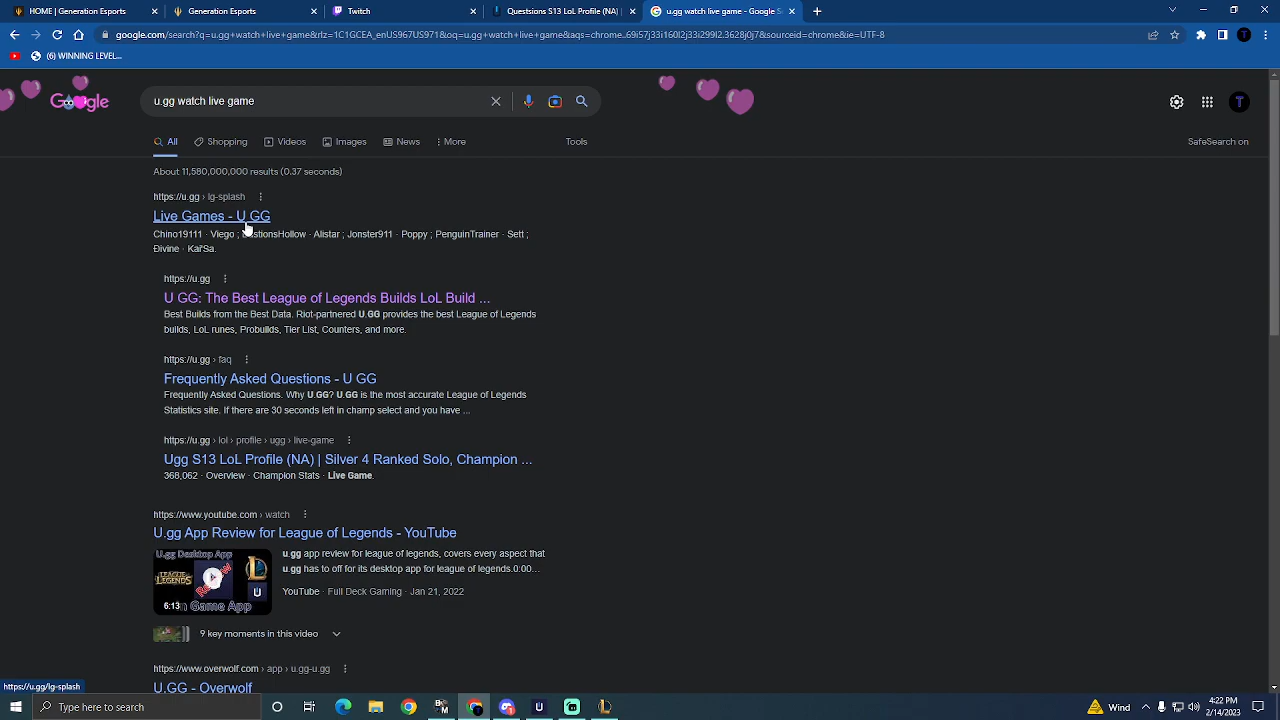 HOME | Generation Esports
Generation Esports
Twitch
Questsions S13 LoL Profile (NA) |
u.gg watch live game - Google S
google.com/search?q=u.gg+watch+live+game&rlz=1C1GCEA_enUS967US971&oq=u.gg+watch+live+game&aqs=chrome..69i57j33i160l2j33i299l2.3628j0j7&sourceid=chrome&ie=UTF-8
T
(6) WINNING LEVEL...
Google
u.gg watch live game
T
All
Shopping
Videos
Images
News
More
Tools
SafeSearch on
About 11,580,000,000 results (0.37 seconds)
https://u.gg › lg-splash
Live Games - U GG
Chino19111 · Viego ; · Alistar ; Jonster911 · Poppy ; PenguinTrainer · Sett ;
Divine · Kai'Sa.
https://u.gg
U GG: The Best League of Legends Builds LoL Build ...
Best Builds from the Best Data. Riot-partnered U.GG provides the best League of Legends
builds, LoL runes, Probuilds, Tier List, Counters, and more.
https://u.gg › faq
Frequently Asked Questions - U GG
Frequently Asked Questions. Why U.GG? U.GG is the most accurate League of Legends
Statistics site. If there are 30 seconds left in champ select and you have ...
https://u.gg › lol › profile › ugg › live-game
Ugg S13 LoL Profile (NA) | Silver 4 Ranked Solo, Champion ...
368,062 · Overview · Champion Stats · Live Game.
https://www.youtube.com › watch
U.gg App Review for League of Legends - YouTube
U.gg Desktop App
LEAGUE LEGENDS
6:13
n Game App
u.gg app review for league of legends, covers every aspect that
u.gg has to off for its desktop app for league of legends.0:00...
YouTube · Full Deck Gaming · Jan 21, 2022
9 key moments in this video
https://www.overwolf.com › app › u.gg-u.gg
U.GG - Overwolf
https://u.gg/lg-splash
Type here to search
Wind
4:22 PM
2/14/2023